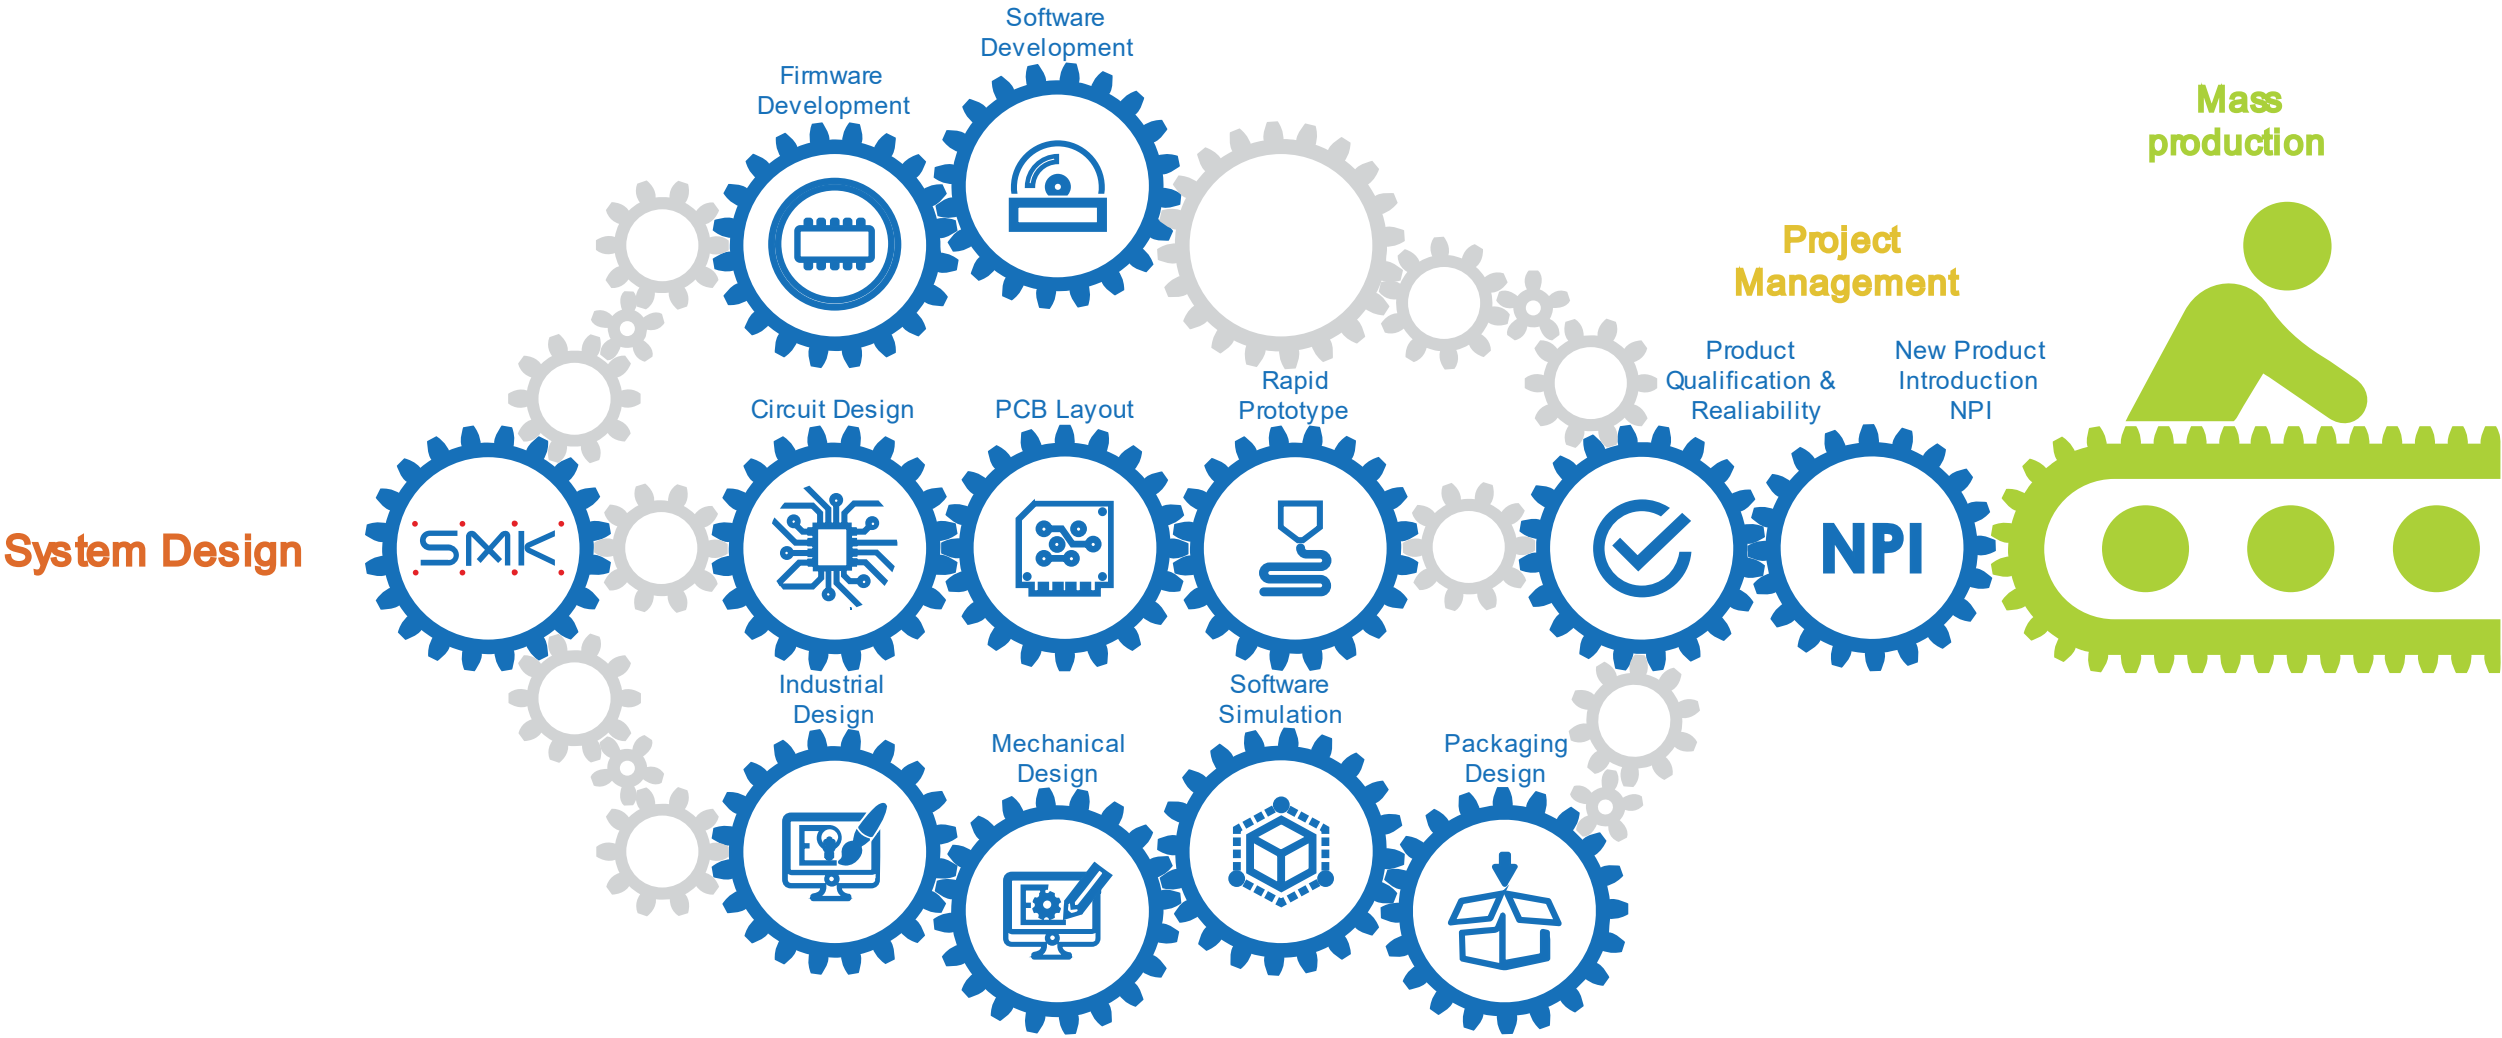 Software
Development
Firmware
Development
Mass
production
Project
Management
Product
Qualification &
Realiability
New Product
Introduction
NPI
Rapid
Prototype
Circuit Design
PCB Layout
System Design
SMK
NPI
Industrial
Design
Software
Simulation
Mechanical
Design
Packaging
Design